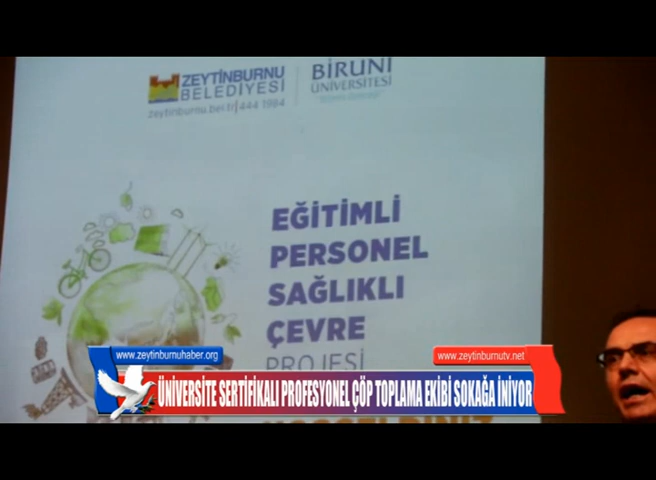 ZEYTİNBURNU
BELEDİYESİ
zeytinburnu.bel.tr|444 1984
BİRUNİ
ÜNİVERSİTESİ
EĞİTİMLİ
PERSONEL
SAĞLIKLI
ÇEVRE
PROJESİ
www.zeytinburnuhaber.org
www.zeytinburnutv.net
ÜNİVERSİTE SERTİFİKALI PROFESYONEL ÇÖP TOPLAMA EKİBİ SOKAĞA İNİYOR